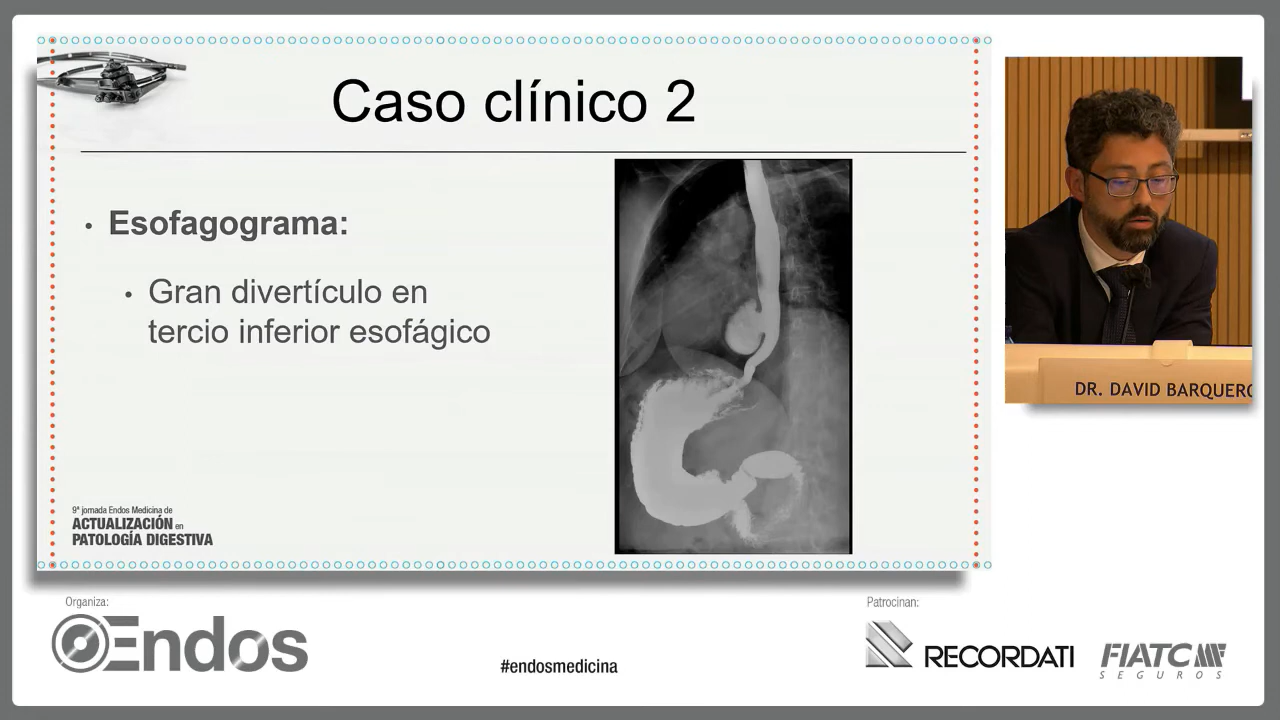 Caso clínico 2
• Esofagograma:
• Gran divertículo en
tercio inferior esofágico
9ª jornada Endos Medicina de
ACTUALIZACIÓN en
PATOLOGÍA DIGESTIVA
DR. DAVID BARQUERO
Organiza:
Endos
#endosmedicina
Patrocinan:
RECORDATI
FIATC
SEGUROS